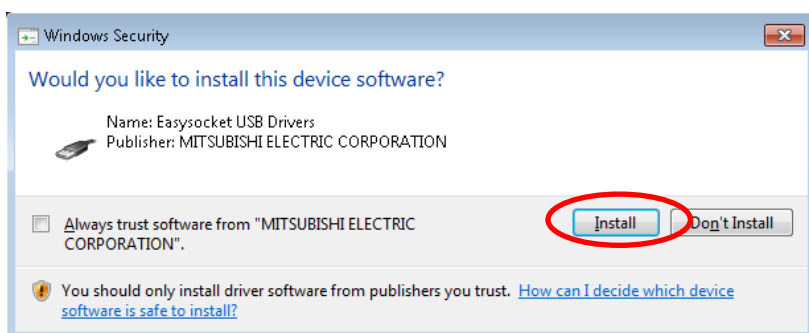 Windows Security
Would you like to install this device software?
Name: Easysocket USB Drivers
Publisher: MITSUBISHI ELECTRIC CORPORATION
Always trust software from "MITSUBISHI ELECTRIC
CORPORATION".
Install
Don't Install
You should only install driver software from publishers you trust. How can I decide which device
software is safe to install?